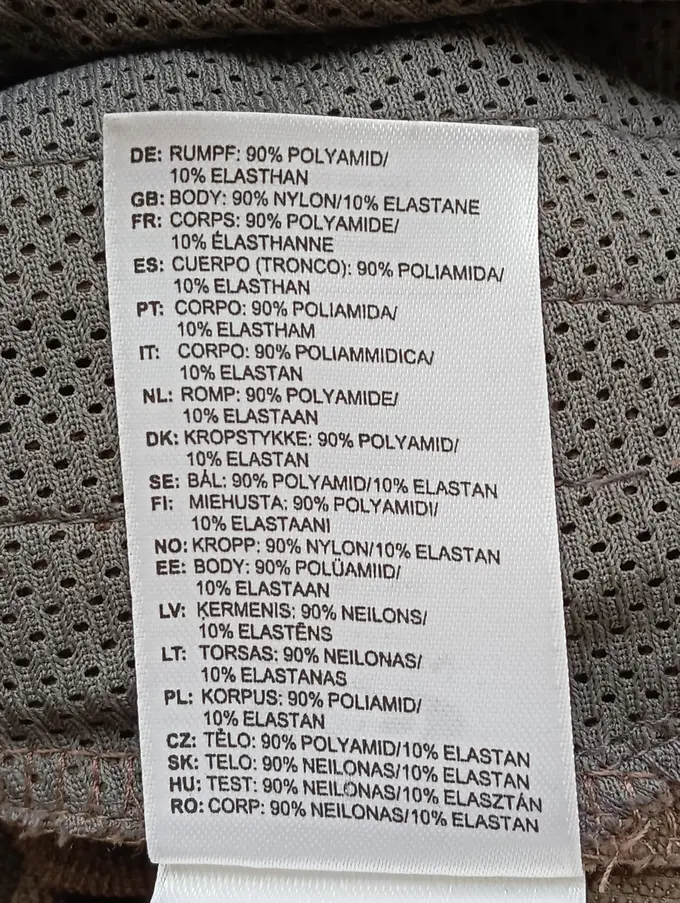 DE: RUMPF: 90% POLYAMID/
10% ELASTHAN
GB: BODY: 90% NYLON/10% ELASTANE
FR: CORPS: 90% POLYAMIDE/
10% ÉLASTHANNE
ES: CUERPO (TRONCO): 90% POLIAMIDA/
10% ELASTHAN
PT: CORPO: 90% POLIAMIDA/
10% ELASTHAM
IT: CORPO: 90% POLIAMMIDICA/
10% ELASTAN
NL: ROMP: 90% POLYAMIDE/
10% ELASTAAN
DK: KROPSTYKKE: 90% POLYAMID/
10% ELASTAN
SE: BÅL: 90% POLYAMID/10% ELASTAN
FI: MIEHUSTA: 90% POLYAMIDI/
10% ELASTAANI
NO: KROPP: 90% NYLON/10% ELASTAN
EE: BODY: 90% POLÜAMIID/
10% ELASTAAN
LV: ĶERMENIS: 90% NEILONS/
10% ELASTĒNS
LT: TORSAS: 90% NEILONAS/
10% ELASTANAS
PL: KORPUS: 90% POLIAMID/
10% ELASTAN
CZ: TĚLO: 90% POLYAMID/10% ELASTAN
SK: TELO: 90% NEILONAS/10% ELASTAN
HU: TEST: 90% NEILONAS/10% ELASZTÁN
RO: CORP: 90% NEILONAS/10% ELASTAN